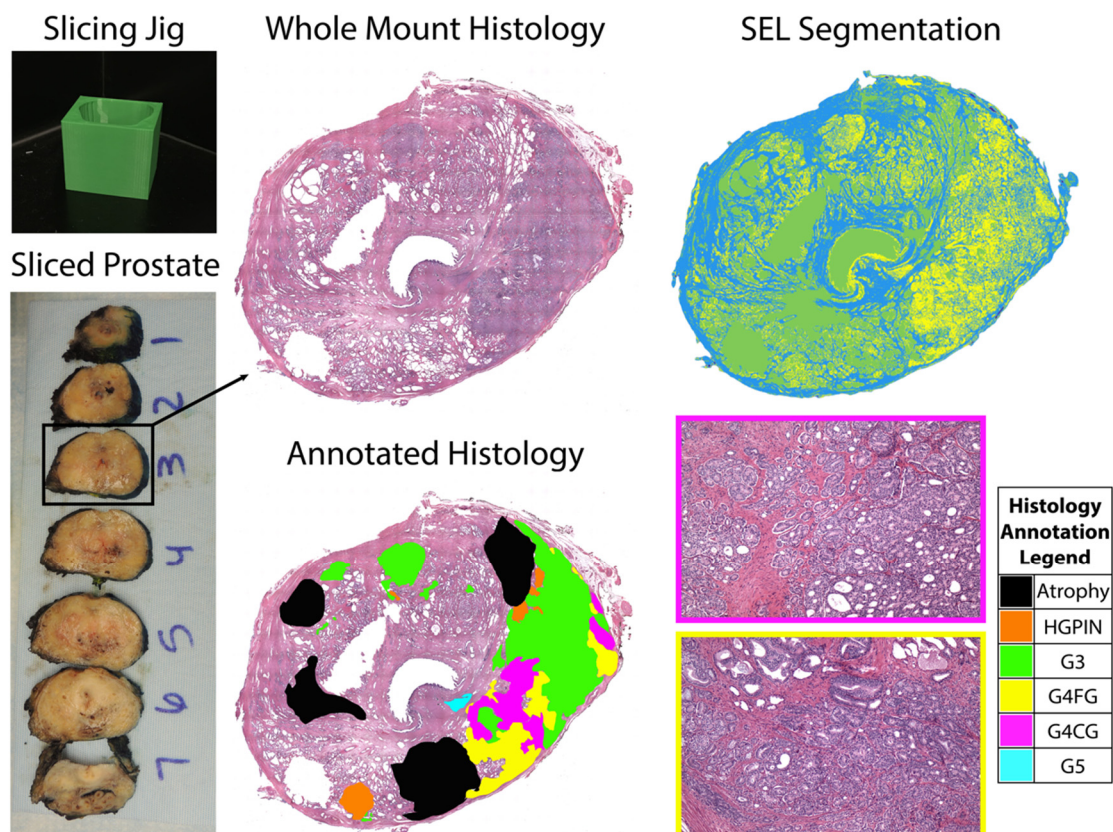 Slicing Jig
Whole Mount Histology
SEL Segmentation
Sliced Prostate
1
2
3
4
5
6
7
Annotated Histology
Histology
Annotation
Legend
Atrophy
HGPIN
G3
G4FG
G4CG
G5